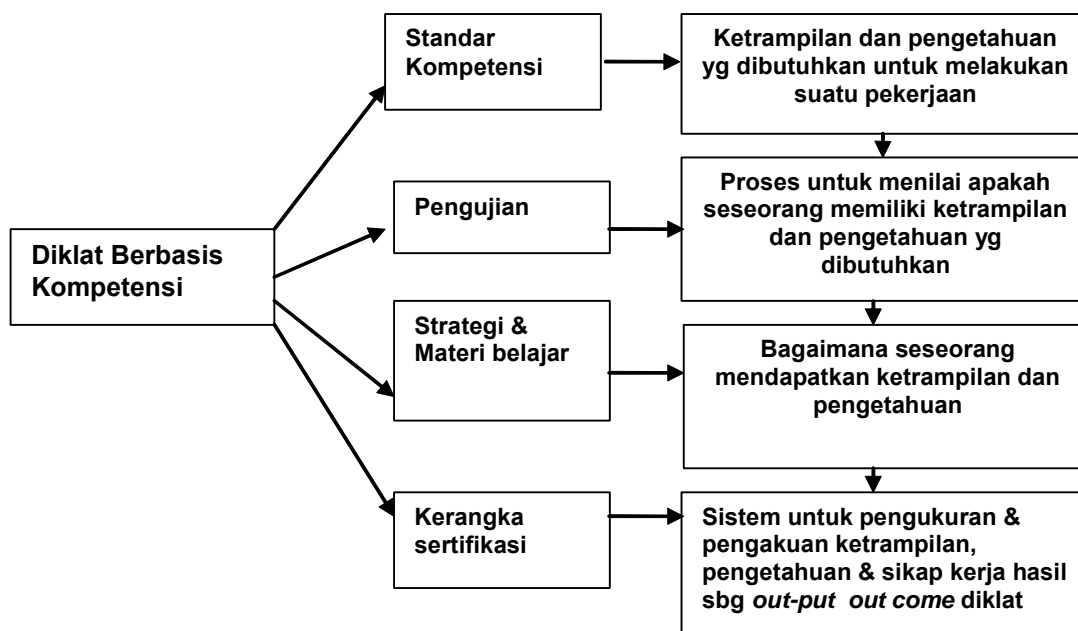 Standar
Kompetensi
Ketrampilan dan pengetahuan
yg dibutuhkan untuk melakukan
suatu pekerjaan
Pengujian
Proses untuk menilai apakah
seseorang memiliki ketrampilan
dan pengetahuan yg
dibutuhkan
Diklat Berbasis
Kompetensi
Strategi &
Materi belajar
Bagaimana seseorang
mendapatkan ketrampilan dan
pengetahuan
Kerangka
sertifikasi
Sistem untuk pengukuran &
pengakuan ketrampilan,
pengetahuan & sikap kerja hasil
sbg out-put out come diklat